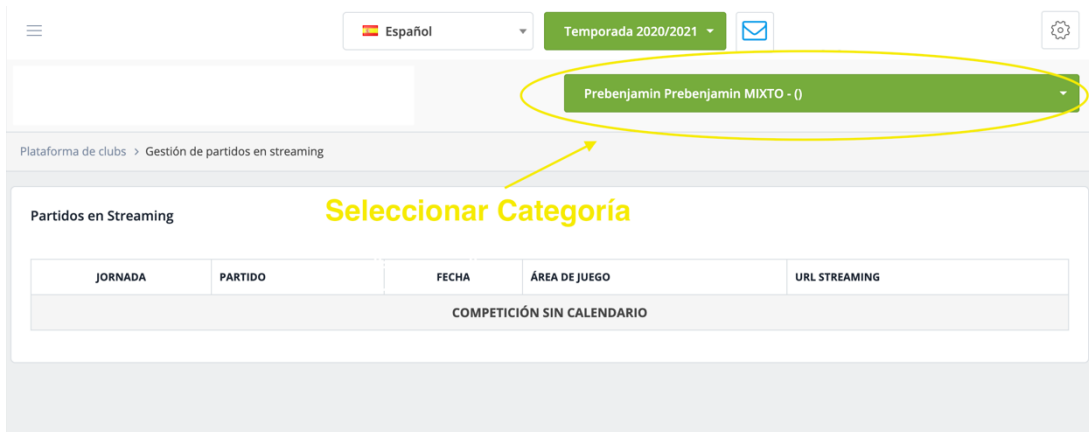 Español
Temporada 2020/2021
Prebenjamin Prebenjamin MIXTO - ()
Plataforma de clubs > Gestión de partidos en streaming
Seleccionar Categoría
Partidos en Streaming
JORNADA PARTIDO FECHA ÁREA DE JUEGO URL STREAMING
COMPETICIÓN SIN CALENDARIO